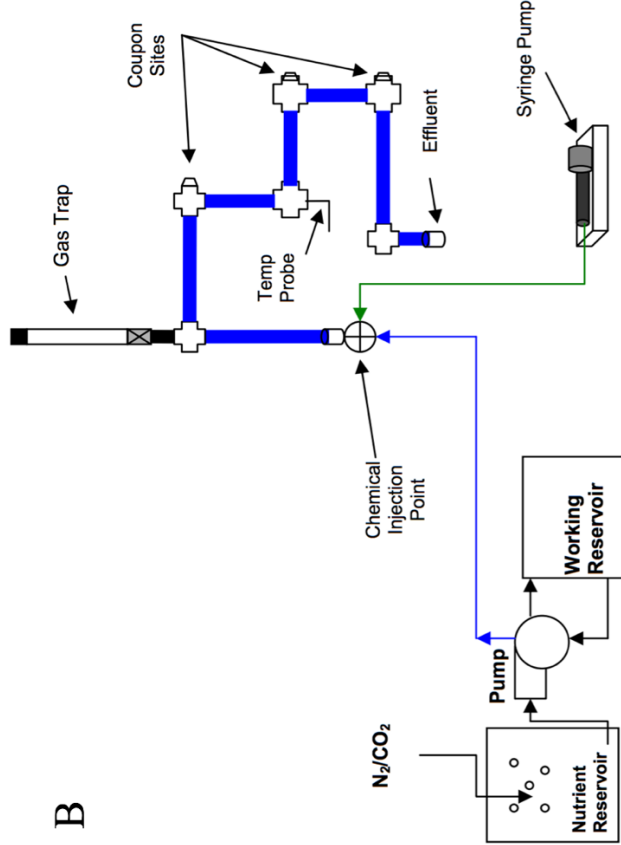 B
Gas Trap
Coupon
Sites
Temp
Probe
Effluent
Chemical
Injection
Point
Syringe Pump
N2/CO2
Pump
Nutrient
Reservoir
Working
Reservoir